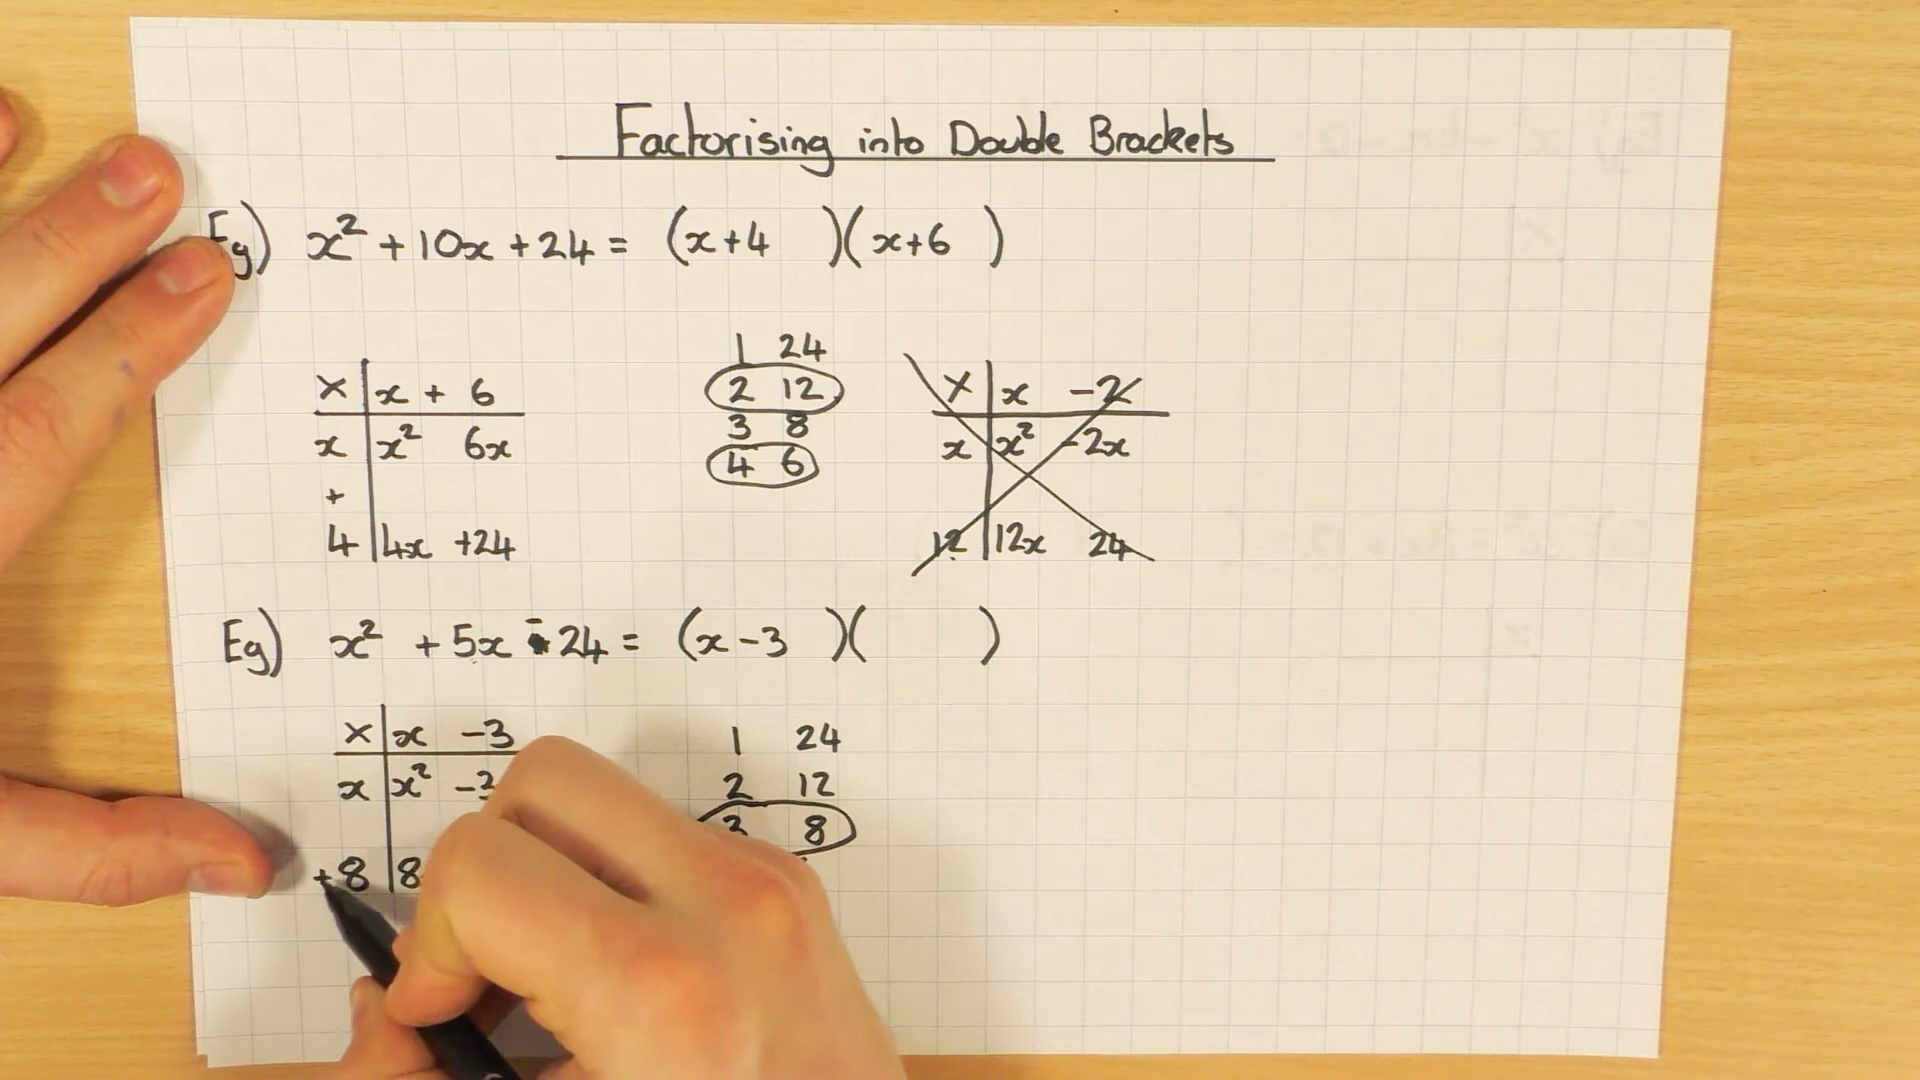 Factorising into Double Brackets
Eg) x² + 10x + 24 = (x + 4 )(x + 6 )
1 24
× x + 6
2 12
× x - 2
3 8
x x² 6x
x x² -2x
4 6
+
4 4x +24
12 12x 24
Eg) x² + 5x - 24 = (x - 3 )( )
× x -3
1 24
x x²
2 12
3 8
+8 8